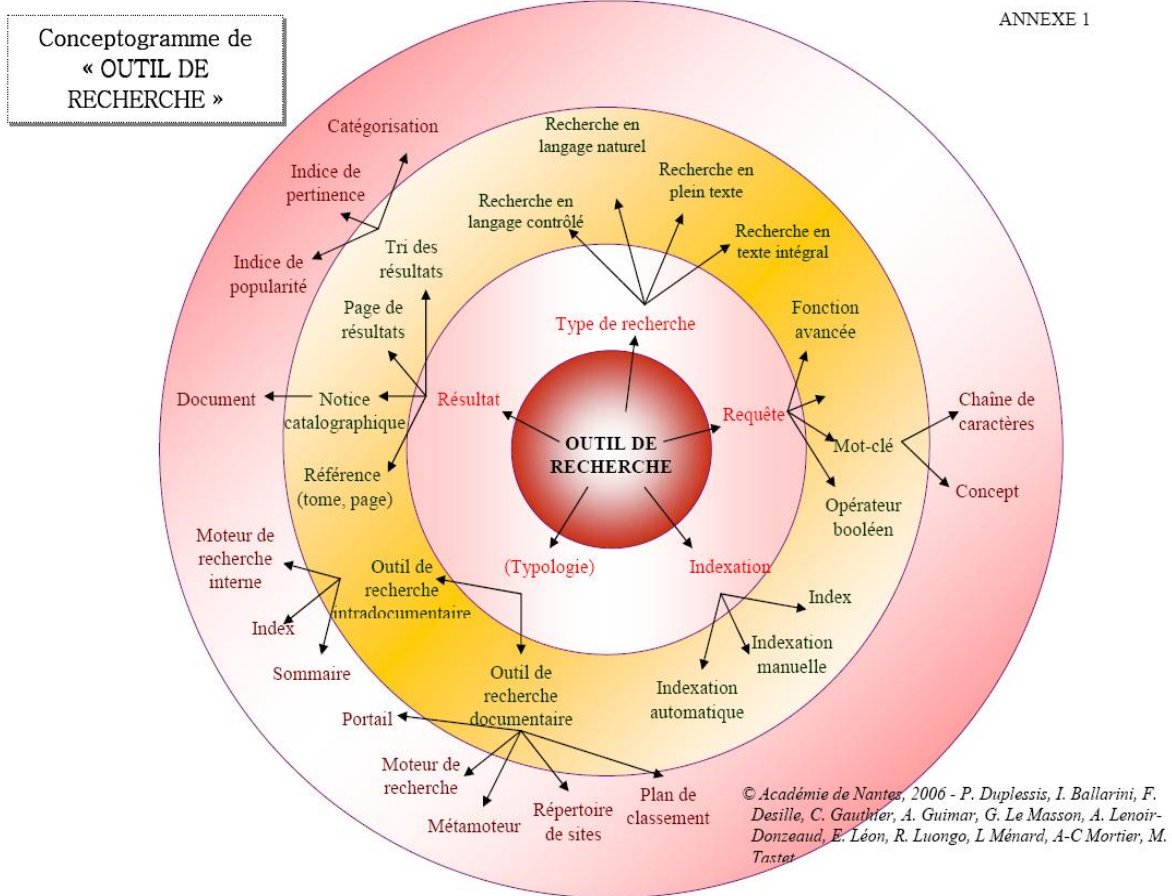 Conceptogramme de
« OUTIL DE
RECHERCHE »
ANNEXE 1
Catégorisation
Indice de
pertinence
Indice de
popularité
Tri des
résultats
Page de
résultats
Document
Notice
catalographique
Référence
(tome, page)
Résultat
Recherche en
langage naturel
Recherche en
plein texte
Recherche en
langage contrôlé
Recherche en
texte intégral
Type de recherche
Fonction
avancée
Requête
Mot-clé
Chaîne de
caractères
Concept
Opérateur
booléen
OUTIL DE
RECHERCHE
(Typologie)
Indexation
Moteur de
recherche
interne
Index
Sommaire
Outil de
recherche
intradocumentaire
Index
Indexation
manuelle
Indexation
automatique
Outil de
recherche
documentaire
Portail
Moteur de
recherche
Métamoteur
Répertoire
de sites
Plan de
classement
© Académie de Nantes, 2006 - P. Duplessis, I. Ballarini, F.
Desille, C. Gauthier, A. Guimar, G. Le Masson, A. Lenoir-
Donzeaud, E. Léon, R. Luongo, L Ménard, A-C Mortier, M.
Tastet